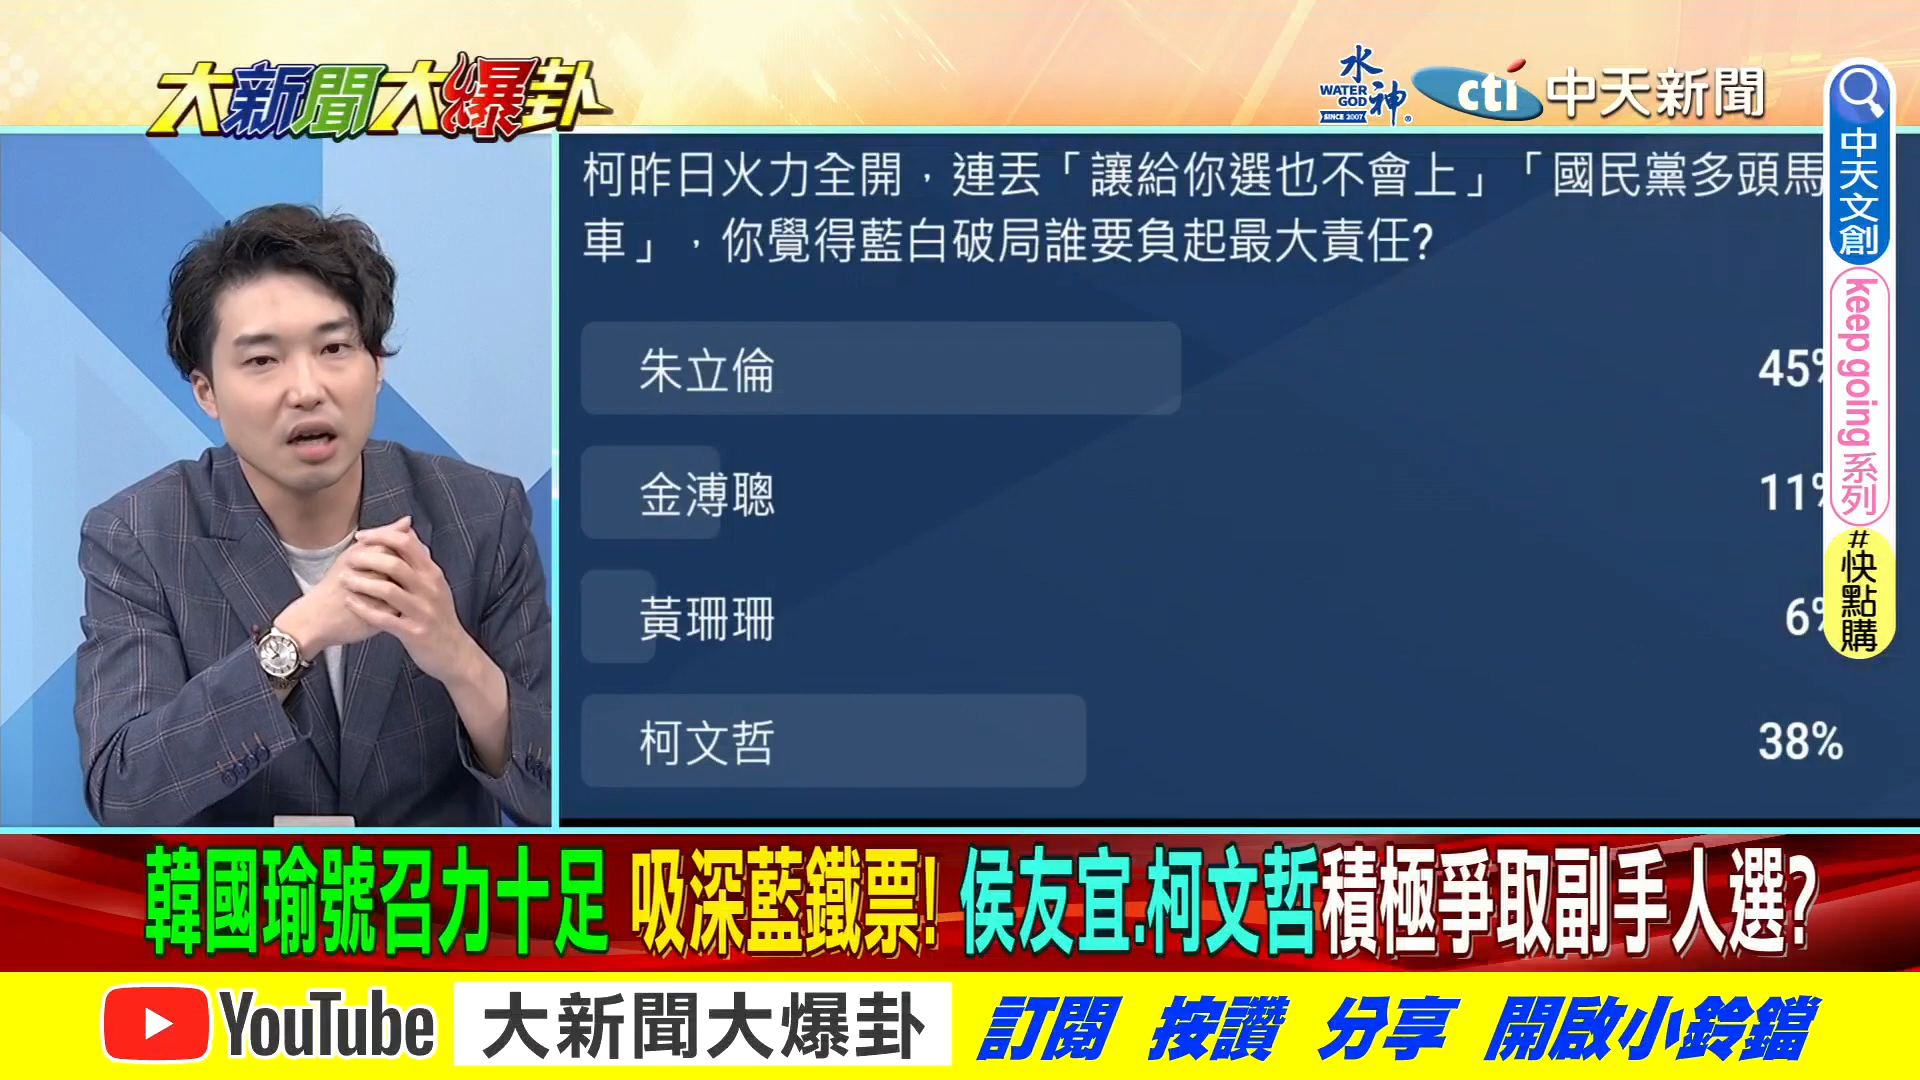 大新聞大爆卦
水神
WATER GOD
SINCE 2007
cti 中天新聞
柯昨日火力全開，連丟「讓給你選也不會上」「國民黨多頭馬
車」，你覺得藍白破局誰要負起最大責任?
朱立倫 45%
金溥聰 11%
黃珊珊 6%
柯文哲 38%
中天文創
keep going系列
#快點購
韓國瑜號召力十足 吸深藍鐵票! 侯友宜.柯文哲積極爭取副手人選?
YouTube 大新聞大爆卦 訂閱 按讚 分享 開啟小鈴鐺